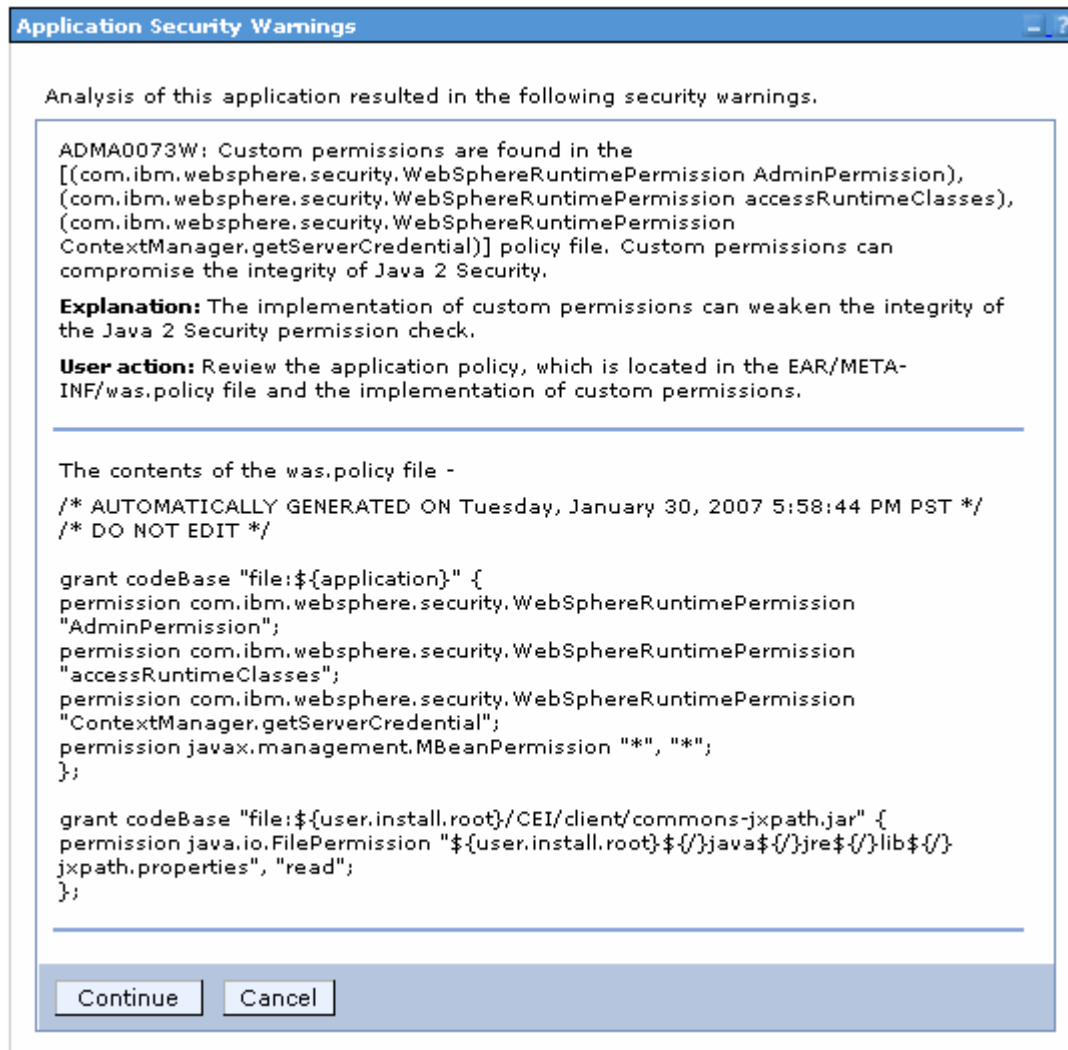 Application Security Warnings
Analysis of this application resulted in the following security warnings.
ADMA0073W: Custom permissions are found in the
[(com.ibm.websphere.security.WebSphereRuntimePermission AdminPermission),
(com.ibm.websphere.security.WebSphereRuntimePermission accessRuntimeClasses),
(com.ibm.websphere.security.WebSphereRuntimePermission
ContextManager.getServerCredential)] policy file. Custom permissions can
compromise the integrity of Java 2 Security.
Explanation: The implementation of custom permissions can weaken the integrity of
the Java 2 Security permission check.
User action: Review the application policy, which is located in the EAR/META-
INF/was.policy file and the implementation of custom permissions.
The contents of the was.policy file -
/* AUTOMATICALLY GENERATED ON Tuesday, January 30, 2007 5:58:44 PM PST */
/* DO NOT EDIT */
grant codeBase "file:${application}" {
permission com.ibm.websphere.security.WebSphereRuntimePermission
"AdminPermission";
permission com.ibm.websphere.security.WebSphereRuntimePermission
"accessRuntimeClasses";
permission com.ibm.websphere.security.WebSphereRuntimePermission
"ContextManager.getServerCredential";
permission javax.management.MBeanPermission "*", "*";
};
grant codeBase "file:${user.install.root}/CEI/client/commons-jxpath.jar" {
permission java.io.FilePermission "${user.install.root}${/}java${/}jre${/}lib${/}
jxpath.properties", "read";
};
Continue Cancel